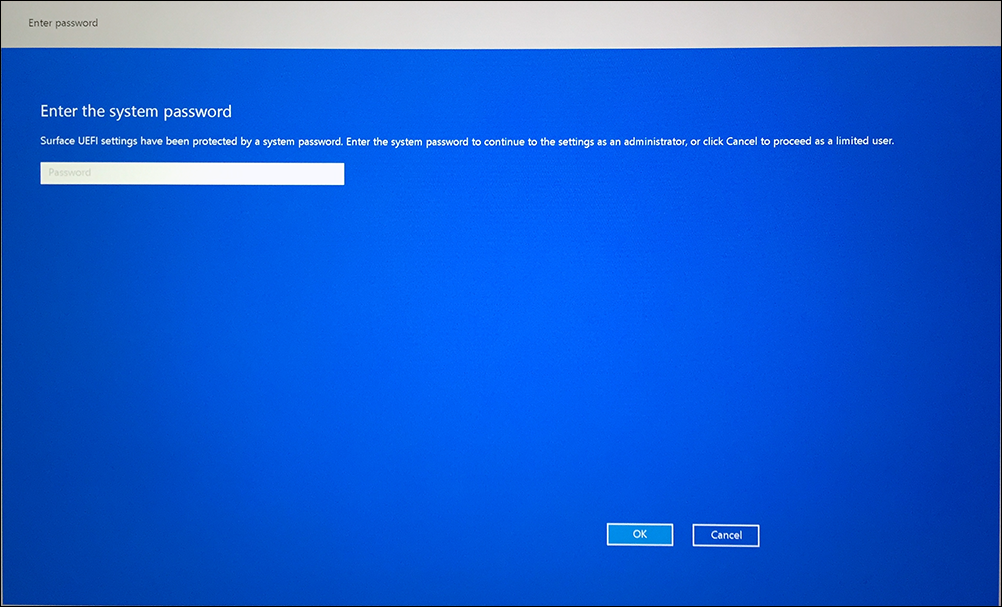 Enter password
Enter the system password
Surface UEFI settings have been protected by a system password. Enter the system password to continue to the settings as an administrator, or click Cancel to proceed as a limited user.
Password
OK
Cancel